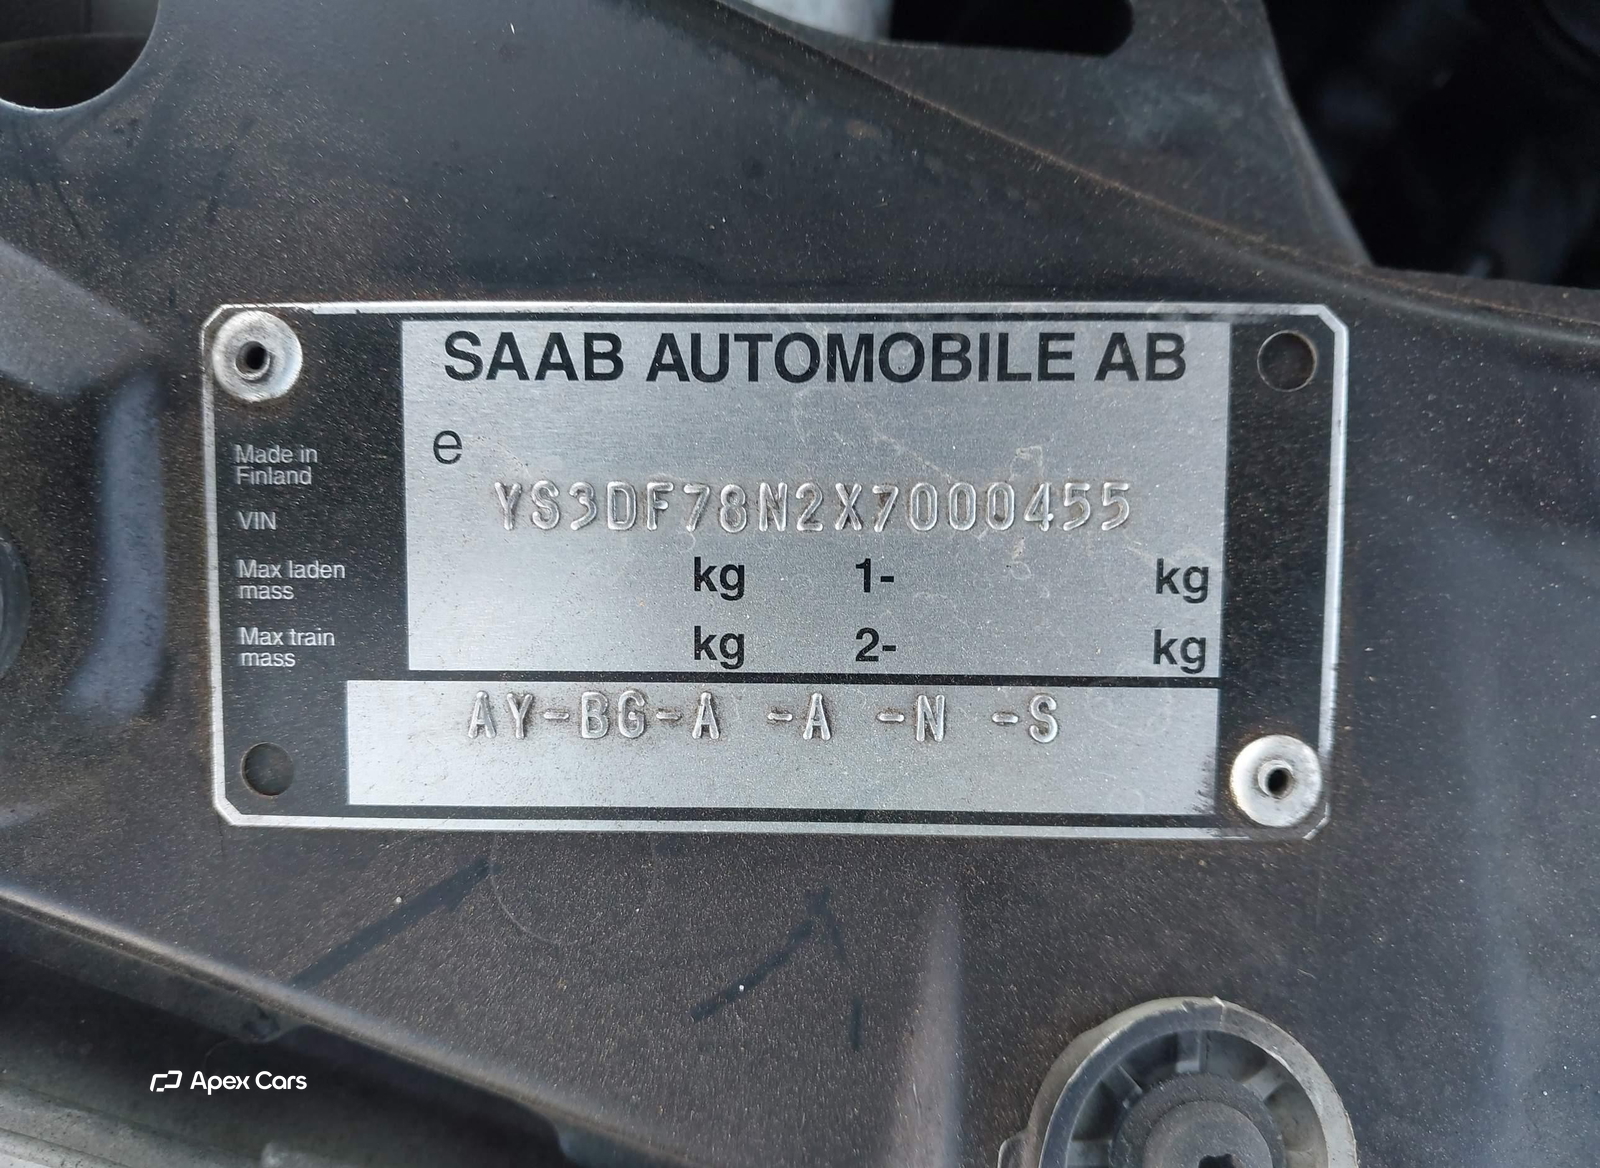 SAAB AUTOMOBILE AB
e
Made in
Finland
VIN YS3DF78N2X7000455
Max laden
mass
kg 1- kg
Max train
mass
kg 2- kg
AY-BG-A -A -N -S
Apex Cars